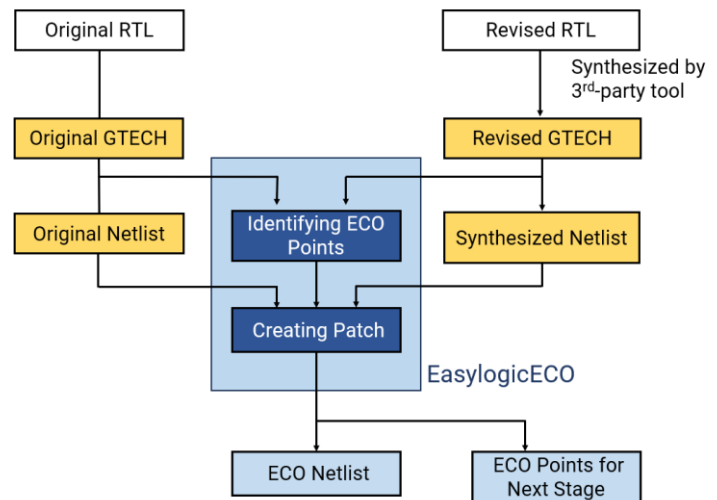 Original RTL
Revised RTL
Synthesized by
3rd-party tool
Original GTECH
Revised GTECH
Identifying ECO
Points
Original Netlist
Synthesized Netlist
Creating Patch
EasylogicECO
ECO Netlist
ECO Points for
Next Stage